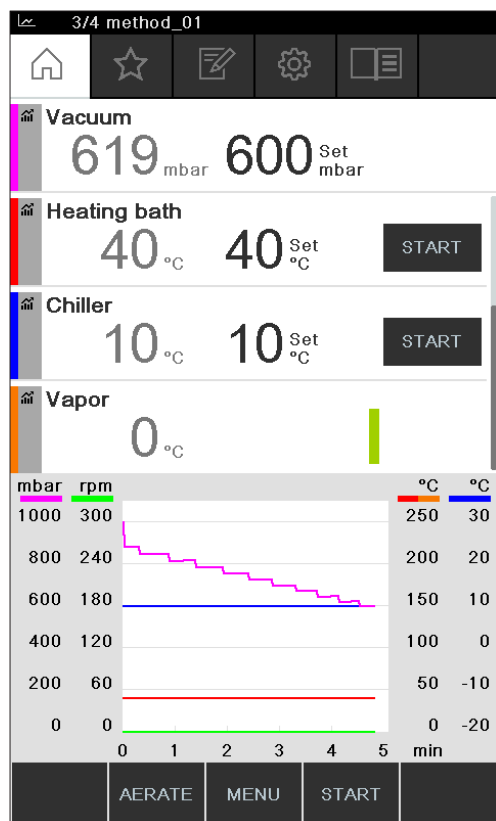 3/4 method_01
Vacuum
619 mbar 600 Set mbar
Heating bath
40 °C 40 Set °C START
Chiller
10 °C 10 Set °C START
Vapor
0 °C
mbar rpm °C °C
1000 300 250 30
800 240 200 20
600 180 150 10
400 120 100 0
200 60 50 -10
0 0 0 -20
0 1 2 3 4 5 min
AERATE MENU START